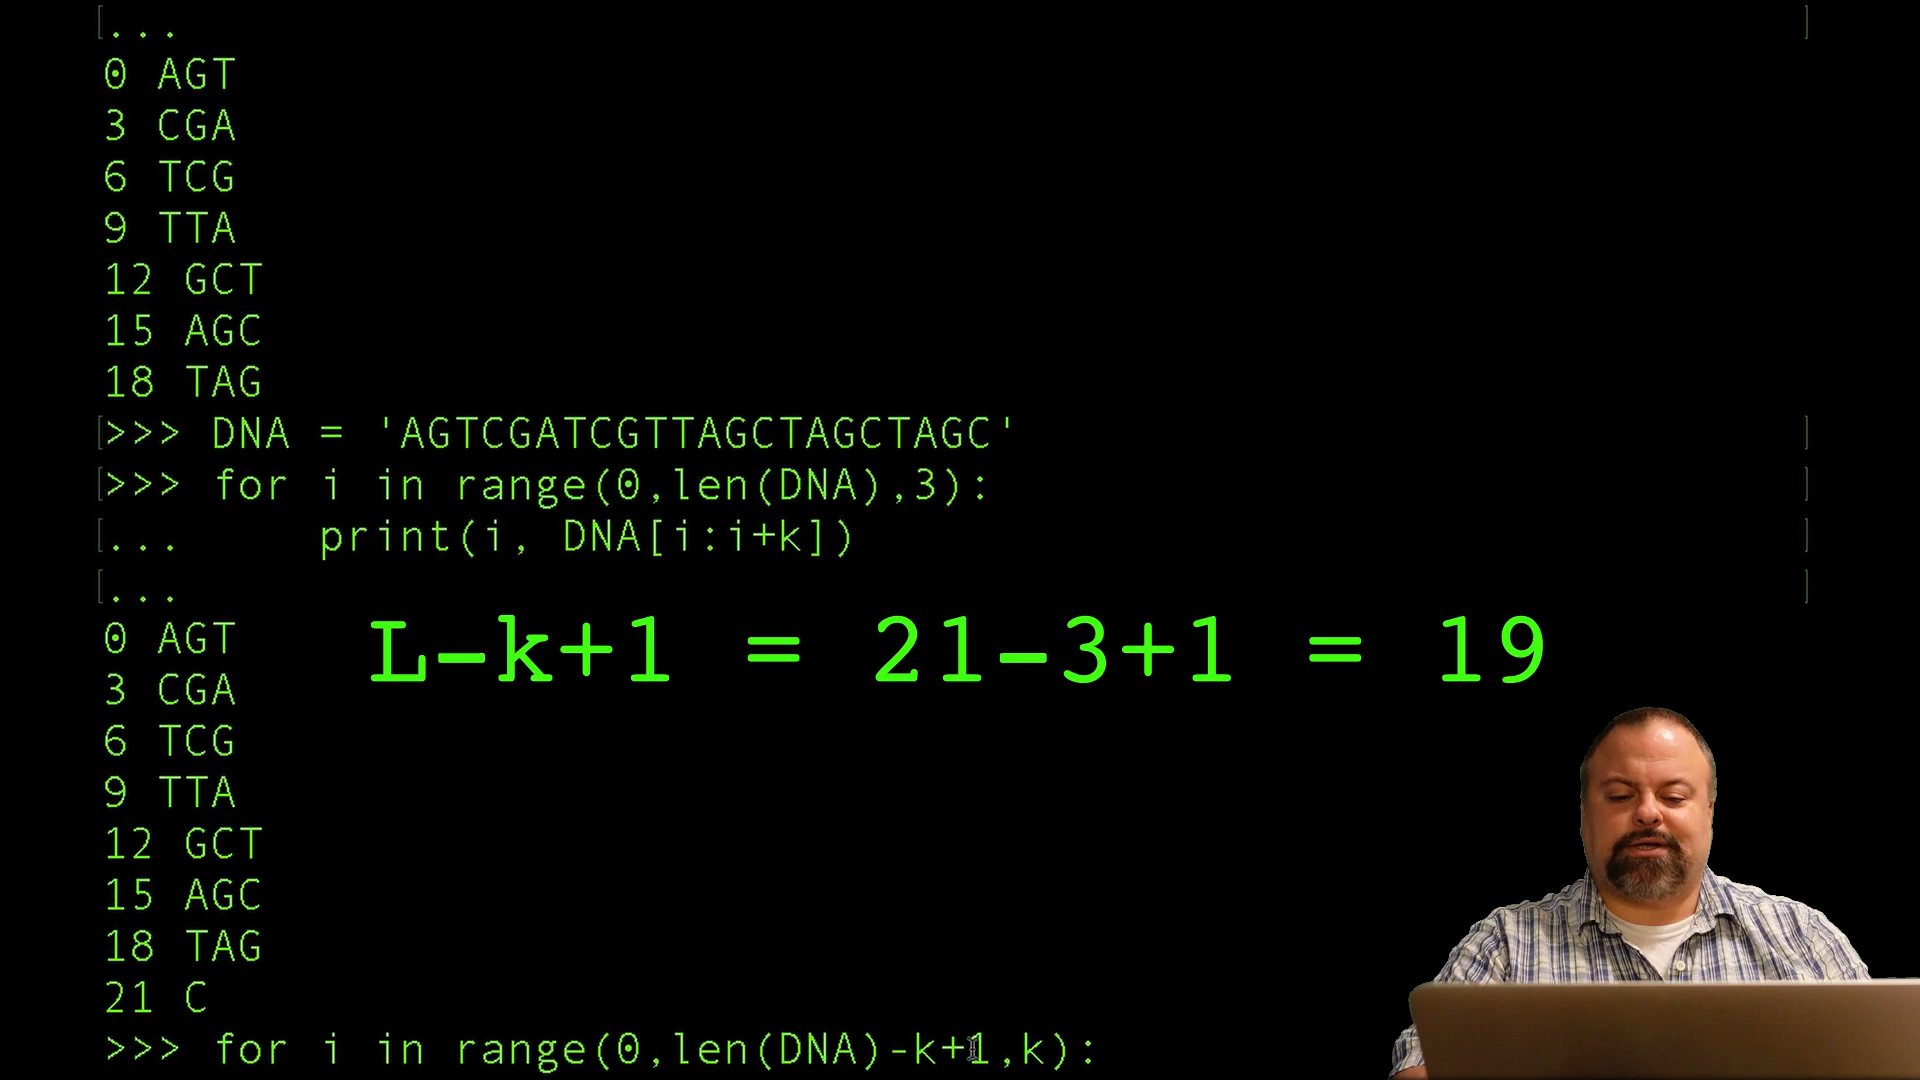 ...
0 AGT
3 CGA
6 TCG
9 TTA
12 GCT
15 AGC
18 TAG
>>> DNA = 'AGTCGATCGTTAGCTAGCTAGC'
>>> for i in range(0,len(DNA),3):
...     print(i, DNA[i:i+k])
...
0 AGT
L-k+1 = 21-3+1 = 19
3 CGA
6 TCG
9 TTA
12 GCT
15 AGC
18 TAG
21 C
>>> for i in range(0,len(DNA)-k+1,k):